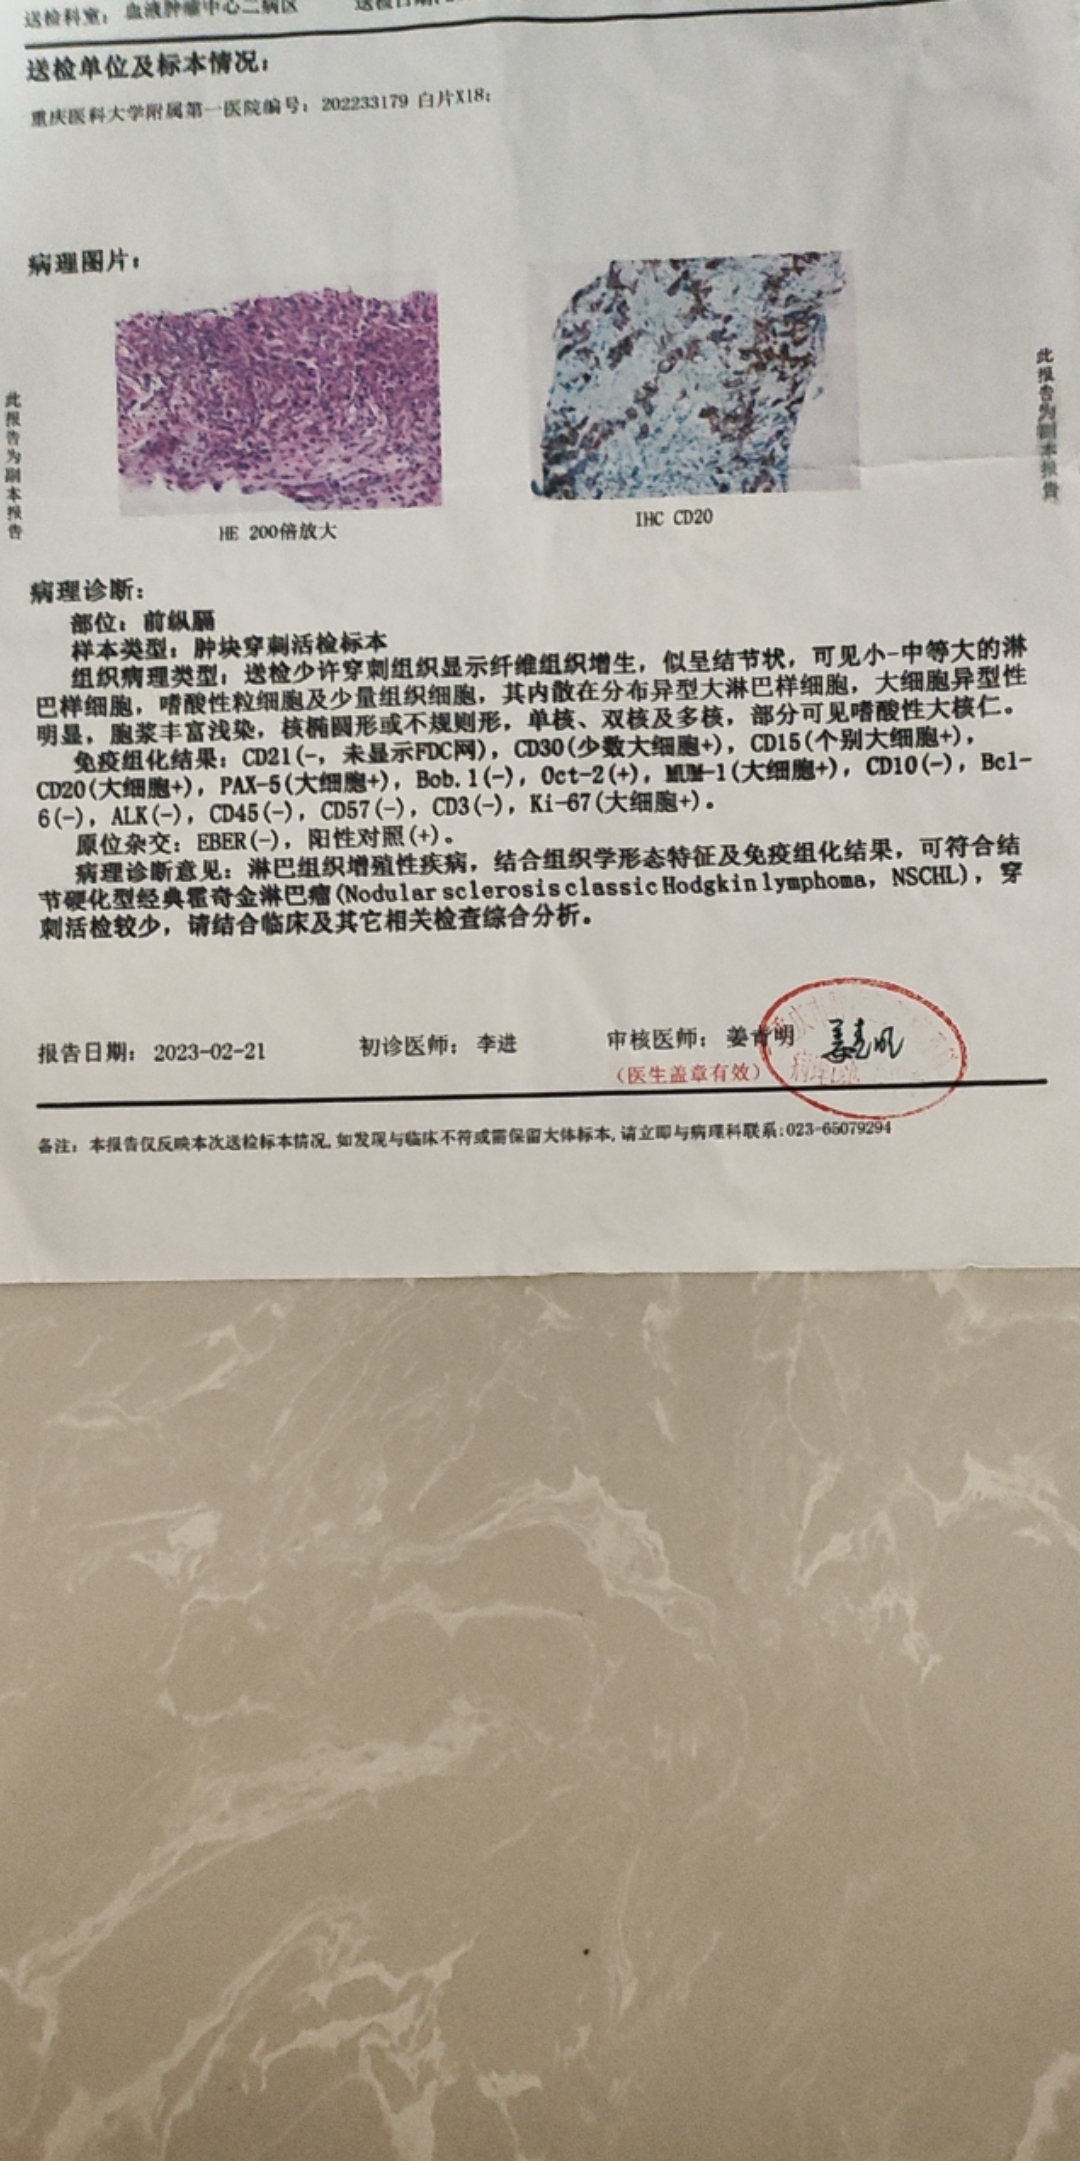 送检科室： 血液肿瘤中心二病区
送检单位及标本情况：
重庆医科大学附属第一医院编号：202233179 白片X18;
病理图片：
此报告为副本报告
此报告为副本报告
HE 200倍放大
IHC CD20
病理诊断：
部位：前纵膈
样本类型：肿块穿刺活检标本
组织病理类型：送检少许穿刺组织显示纤维组织增生，似呈结节状，可见小-中等大的淋
巴样细胞，嗜酸性粒细胞及少量组织细胞，其内散在分布异型大淋巴样细胞，大细胞异型性
明显，胞浆丰富浅染，核椭圆形或不规则形，单核、双核及多核，部分可见嗜酸性大核仁。
免疫组化结果：CD21(-，未显示FDC网)，CD30(少数大细胞+)，CD15(个别大细胞+)，
CD20(大细胞+)，PAX-5(大细胞+)，Bob.1(-)，Oct-2(+)，MUM-1(大细胞+)，CD10(-)，Bcl-
6(-)，ALK(-)，CD45(-)，CD57(-)，CD3(-)，Ki-67(大细胞+)。
原位杂交：EBER(-)，阳性对照(+)。
病理诊断意见：淋巴组织增殖性疾病，结合组织学形态特征及免疫组化结果，可符合结
节硬化型经典霍奇金淋巴瘤(Nodular sclerosis classic Hodgkin lymphoma, NSCHL)，穿
刺活检较少，请结合临床及其它相关检查综合分析。
报告日期：2023-02-21 初诊医师：李进 审核医师：姜青明
(医生盖章有效)
备注：本报告仅反映本次送检标本情况,如发现与临床不符或需保留大体标本,请立即与病理科联系:023-65079294